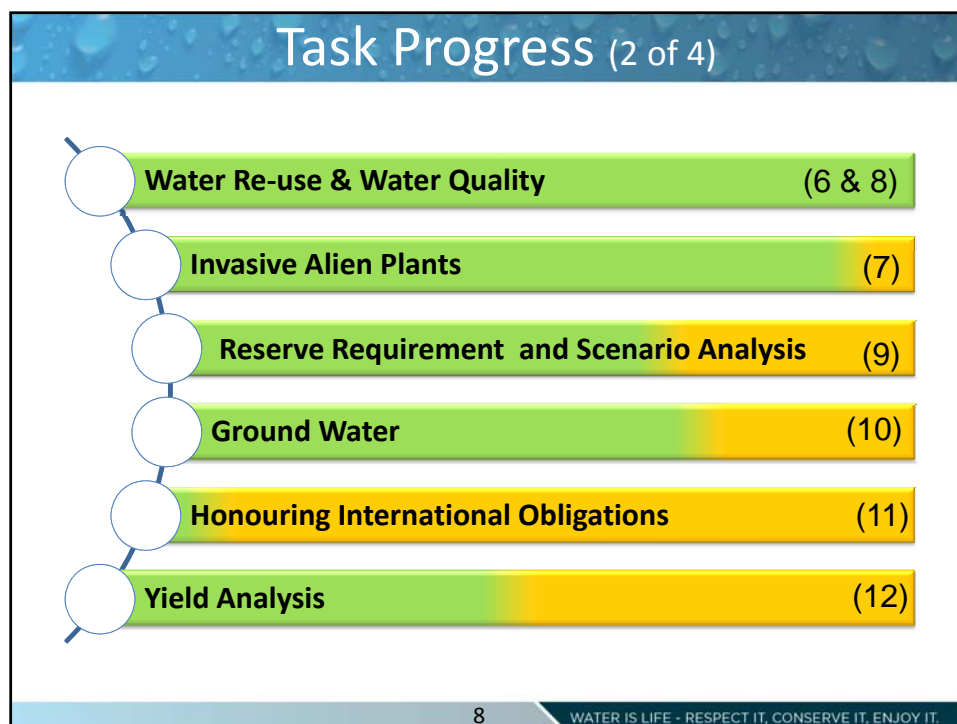 Task Progress (2 of 4)
Water Re-use & Water Quality (6 & 8)
Invasive Alien Plants (7)
Reserve Requirement and Scenario Analysis (9)
Ground Water (10)
Honouring International Obligations (11)
Yield Analysis (12)
8 WATER IS LIFE - RESPECT IT, CONSERVE IT, ENJOY IT.